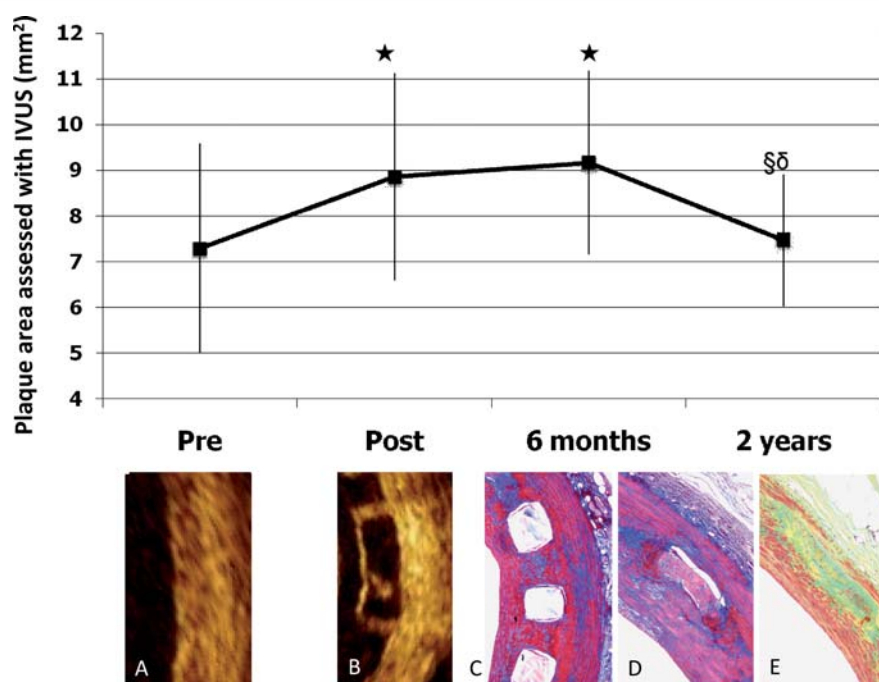 Plaque area assessed with IVUS (mm²)
12
11
10
9
8
7
6
5
4
★
★
§δ
Pre Post 6 months 2 years
A B C D E